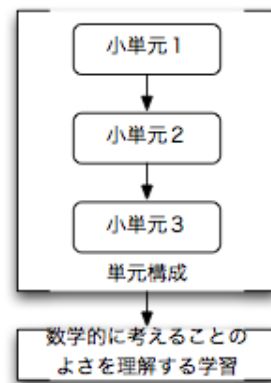 小単元1
小単元2
小単元3
単元構成
数学的に考えることの
よさを理解する学習